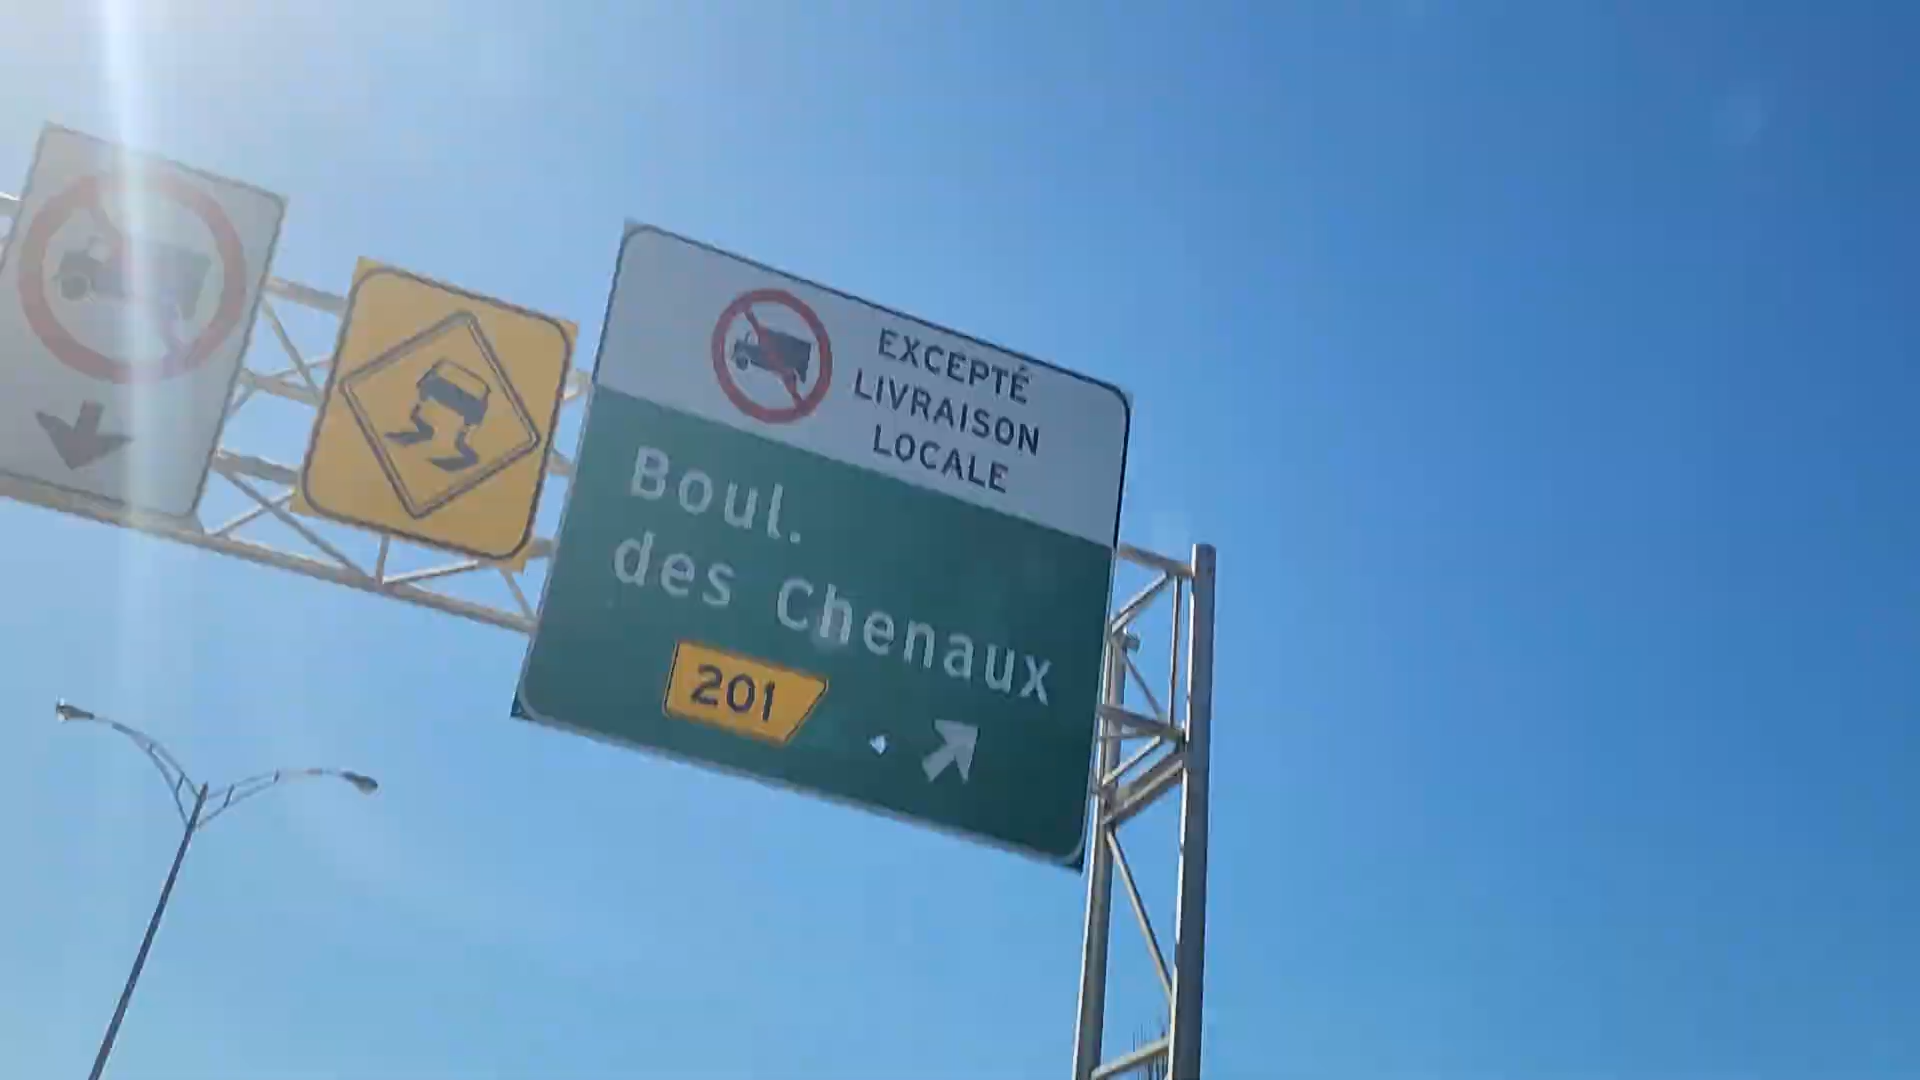 EXCEPTÉ
LIVRAISON
LOCALE
Boul.
des Chenaux
201